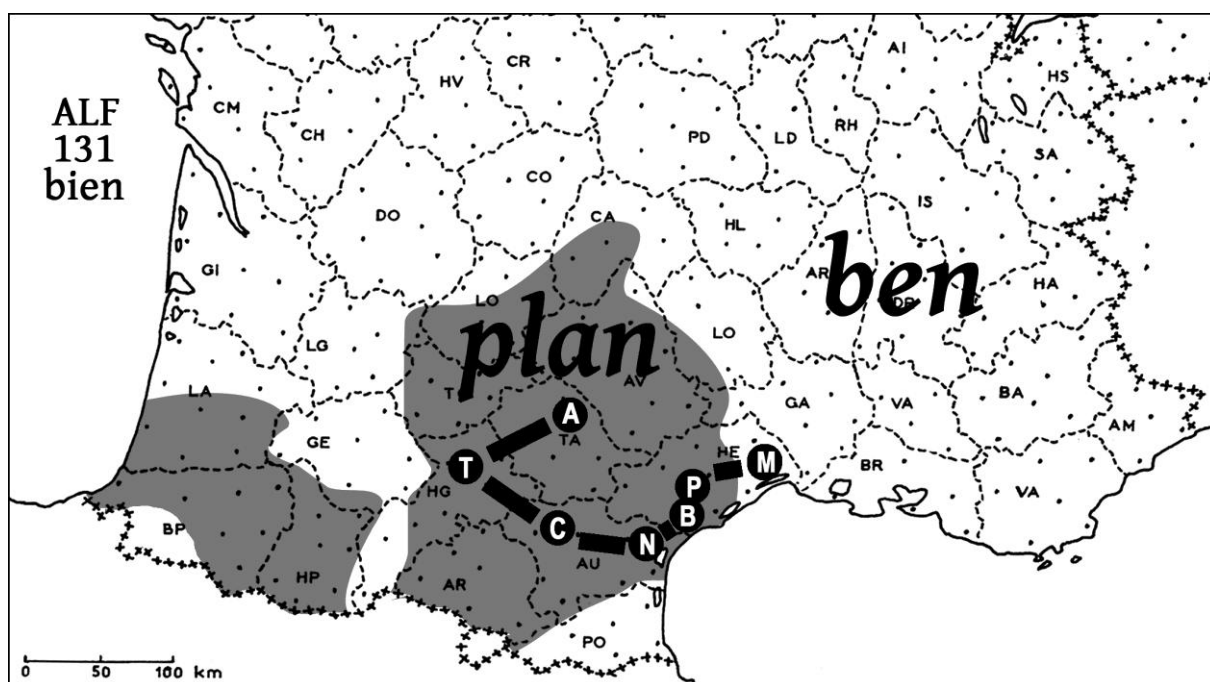 ALF
131
bien
HV
CR
AI
HS
CM
CH
PD
LD
RH
SA
DO
CO
CA
HL
IS
GI
AR
ben
HA
LO
plan
LG
LO
LA
T
AV
GA
VA
BA
AM
GE
A
TA
HE
M
BR
VA
T
HG
P
B
C
N
BP
HP
AR
AU
PO
0 50 100 km